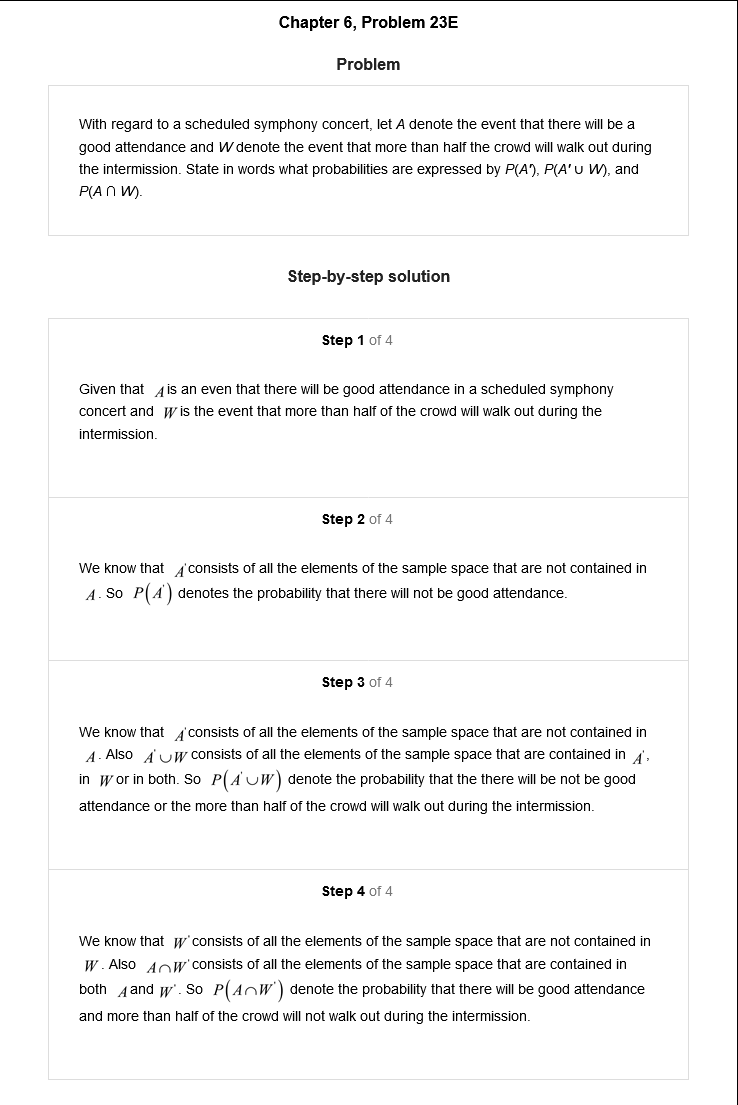 Chapter 6, Problem 23E
Problem
With regard to a scheduled symphony concert, let A denote the event that there will be a
good attendance and W denote the event that more than half the crowd will walk out during
the intermission. State in words what probabilities are expressed by P(A′), P(A′ ∪ W), and
P(A ∩ W).
Step-by-step solution
Step 1 of 4
Given that A is an even that there will be good attendance in a scheduled symphony
concert and W is the event that more than half of the crowd will walk out during the
intermission.
Step 2 of 4
We know that A′ consists of all the elements of the sample space that are not contained in
A. So P(A′) denotes the probability that there will not be good attendance.
Step 3 of 4
We know that A′ consists of all the elements of the sample space that are not contained in
A. Also A′∪W consists of all the elements of the sample space that are contained in A′,
in W or in both. So P(A′∪W) denote the probability that the there will be not be good
attendance or the more than half of the crowd will walk out during the intermission.
Step 4 of 4
We know that W′ consists of all the elements of the sample space that are not contained in
W. Also A∩W′ consists of all the elements of the sample space that are contained in
both A and W′. So P(A∩W′) denote the probability that there will be good attendance
and more than half of the crowd will not walk out during the intermission.